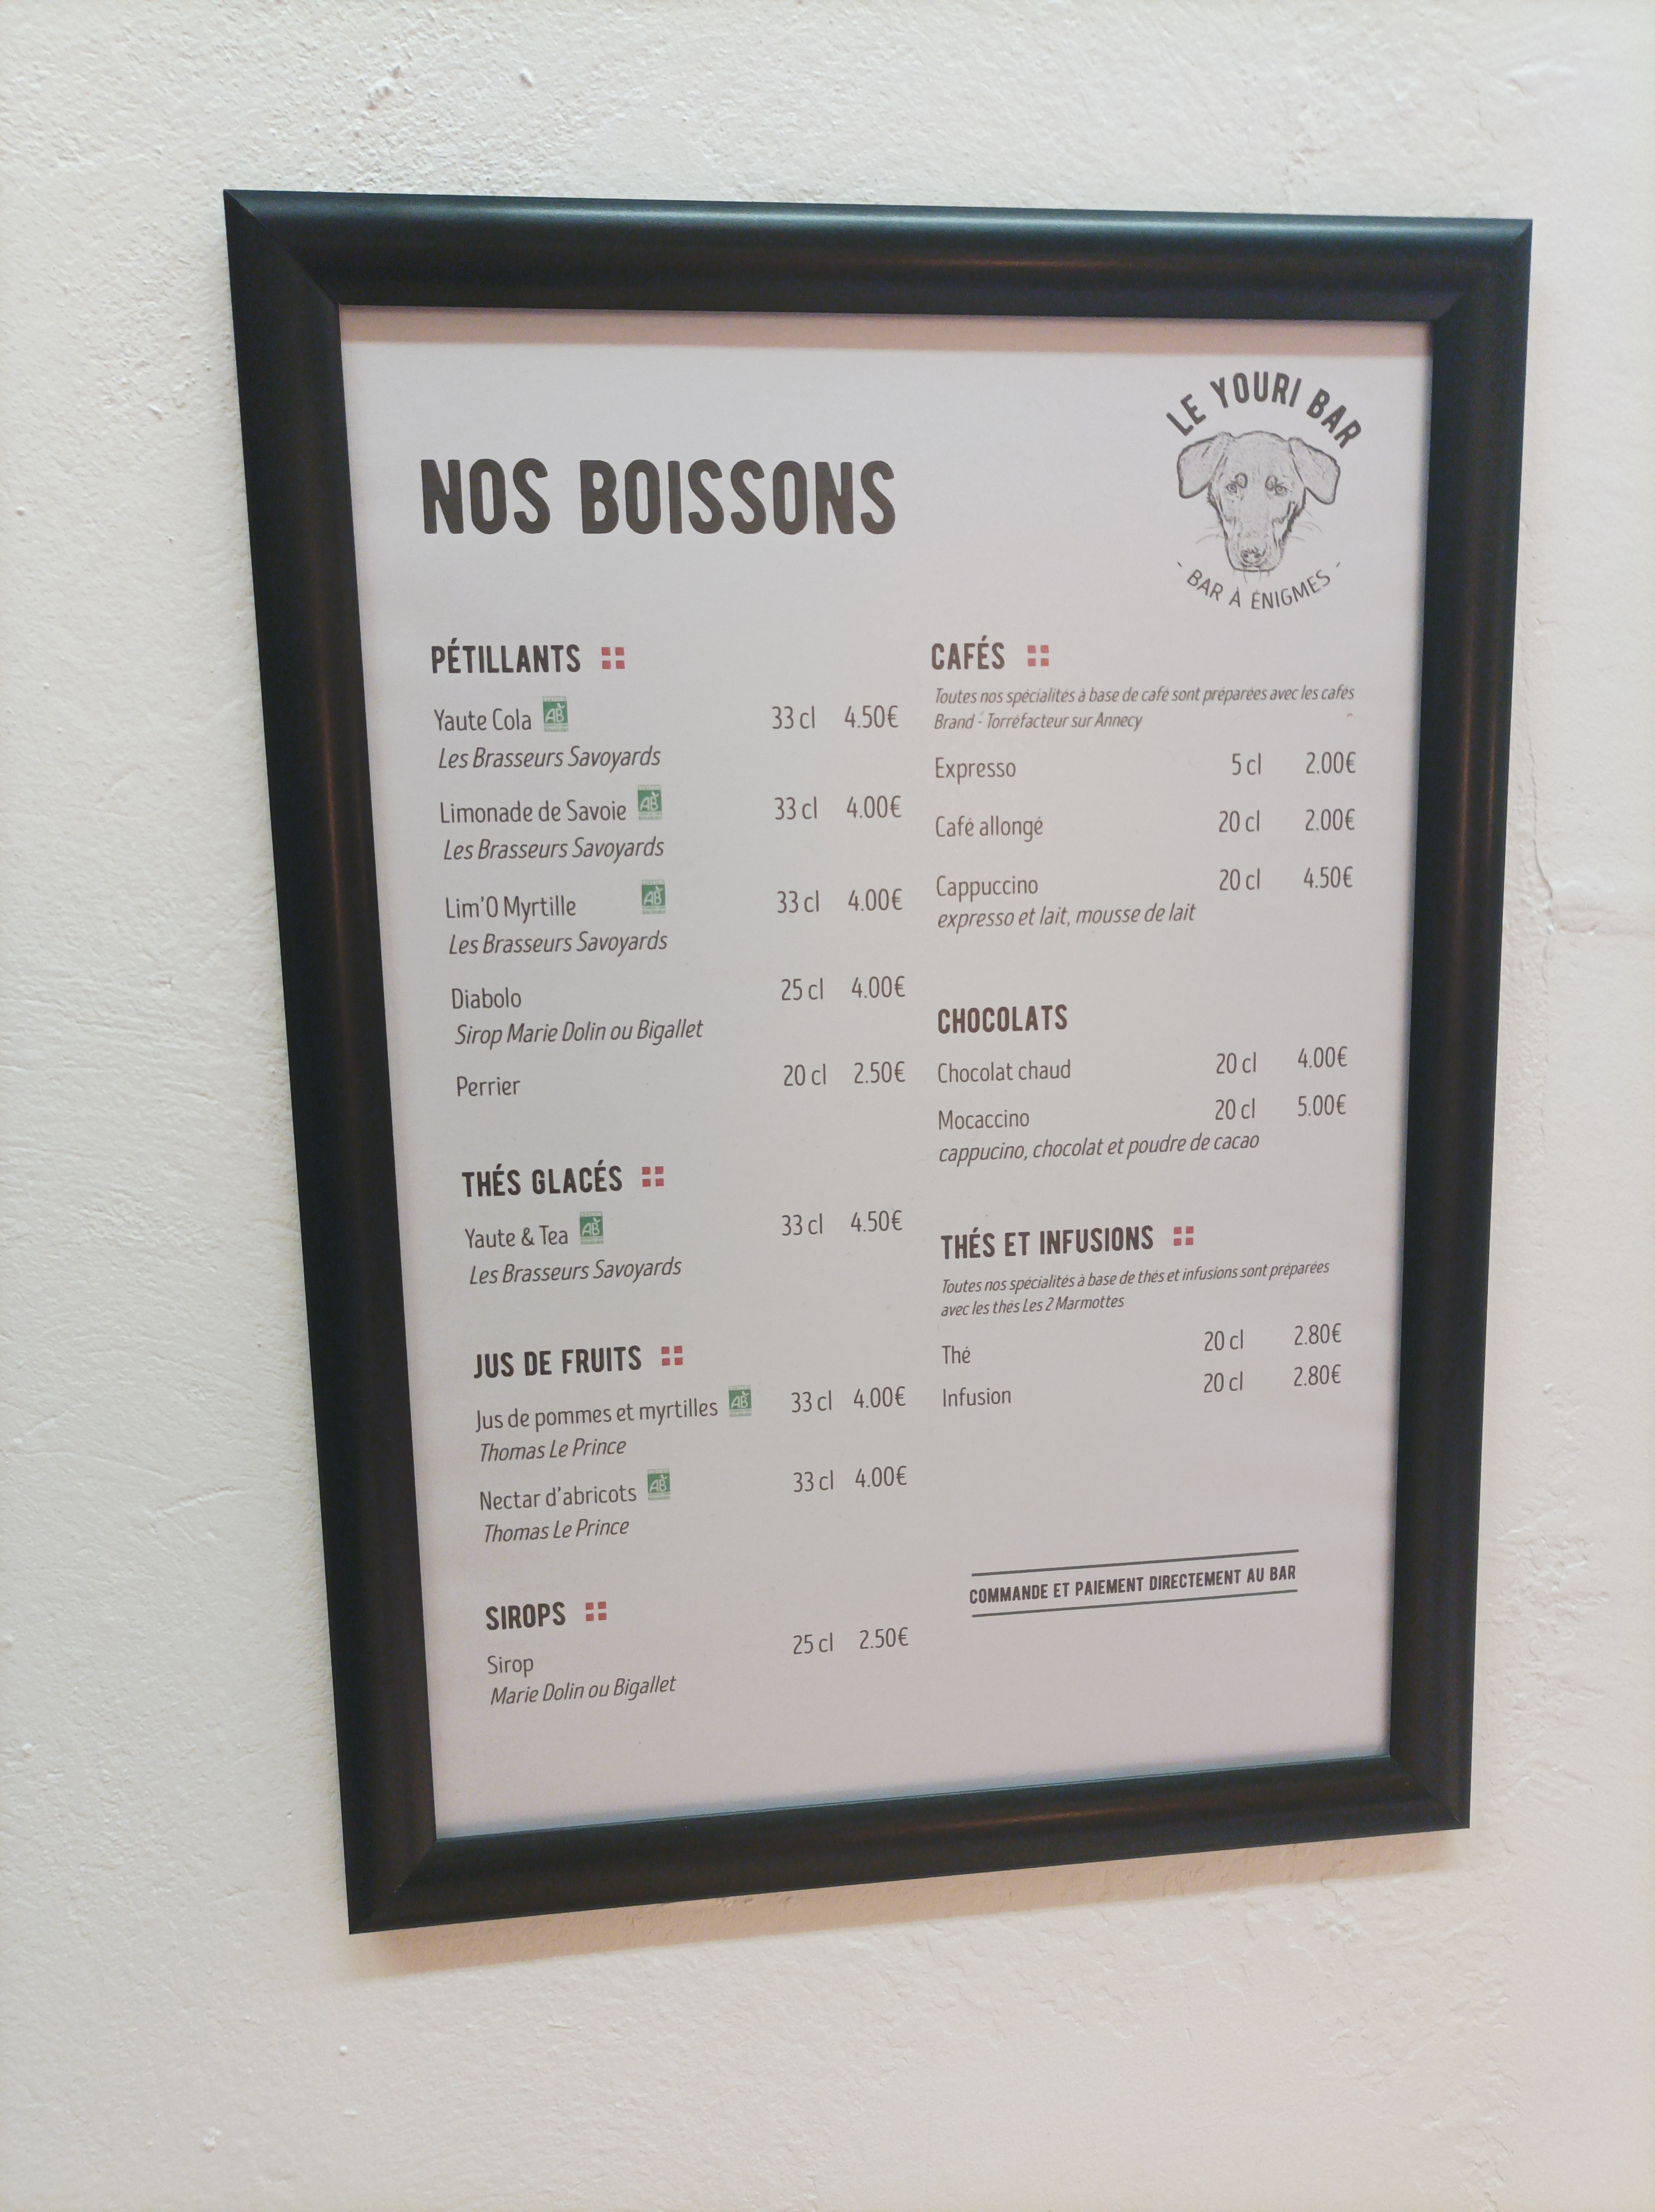 LE YOURI BAR
- BAR À ÉNIGMES -
NOS BOISSONS
PÉTILLANTS
Yaute Cola AB 33 cl 4.50€
Les Brasseurs Savoyards
Limonade de Savoie AB 33 cl 4.00€
Les Brasseurs Savoyards
Lim'O Myrtille AB 33 cl 4.00€
Les Brasseurs Savoyards
Diabolo 25 cl 4.00€
Sirop Marie Dolin ou Bigallet
Perrier 20 cl 2.50€
THÉS GLACÉS
Yaute & Tea AB 33 cl 4.50€
Les Brasseurs Savoyards
JUS DE FRUITS
Jus de pommes et myrtilles AB 33 cl 4.00€
Thomas Le Prince
Nectar d'abricots AB 33 cl 4.00€
Thomas Le Prince
SIROPS
Sirop 25 cl 2.50€
Marie Dolin ou Bigallet
CAFÉS
Toutes nos spécialités à base de café sont préparées avec les cafés
Brand - Torréfacteur sur Annecy
Expresso 5 cl 2.00€
Café allongé 20 cl 2.00€
Cappuccino 20 cl 4.50€
expresso et lait, mousse de lait
CHOCOLATS
Chocolat chaud 20 cl 4.00€
Mocaccino 20 cl 5.00€
cappucino, chocolat et poudre de cacao
THÉS ET INFUSIONS
Toutes nos spécialités à base de thés et infusions sont préparées
avec les thés Les 2 Marmottes
Thé 20 cl 2.80€
Infusion 20 cl 2.80€
COMMANDE ET PAIEMENT DIRECTEMENT AU BAR